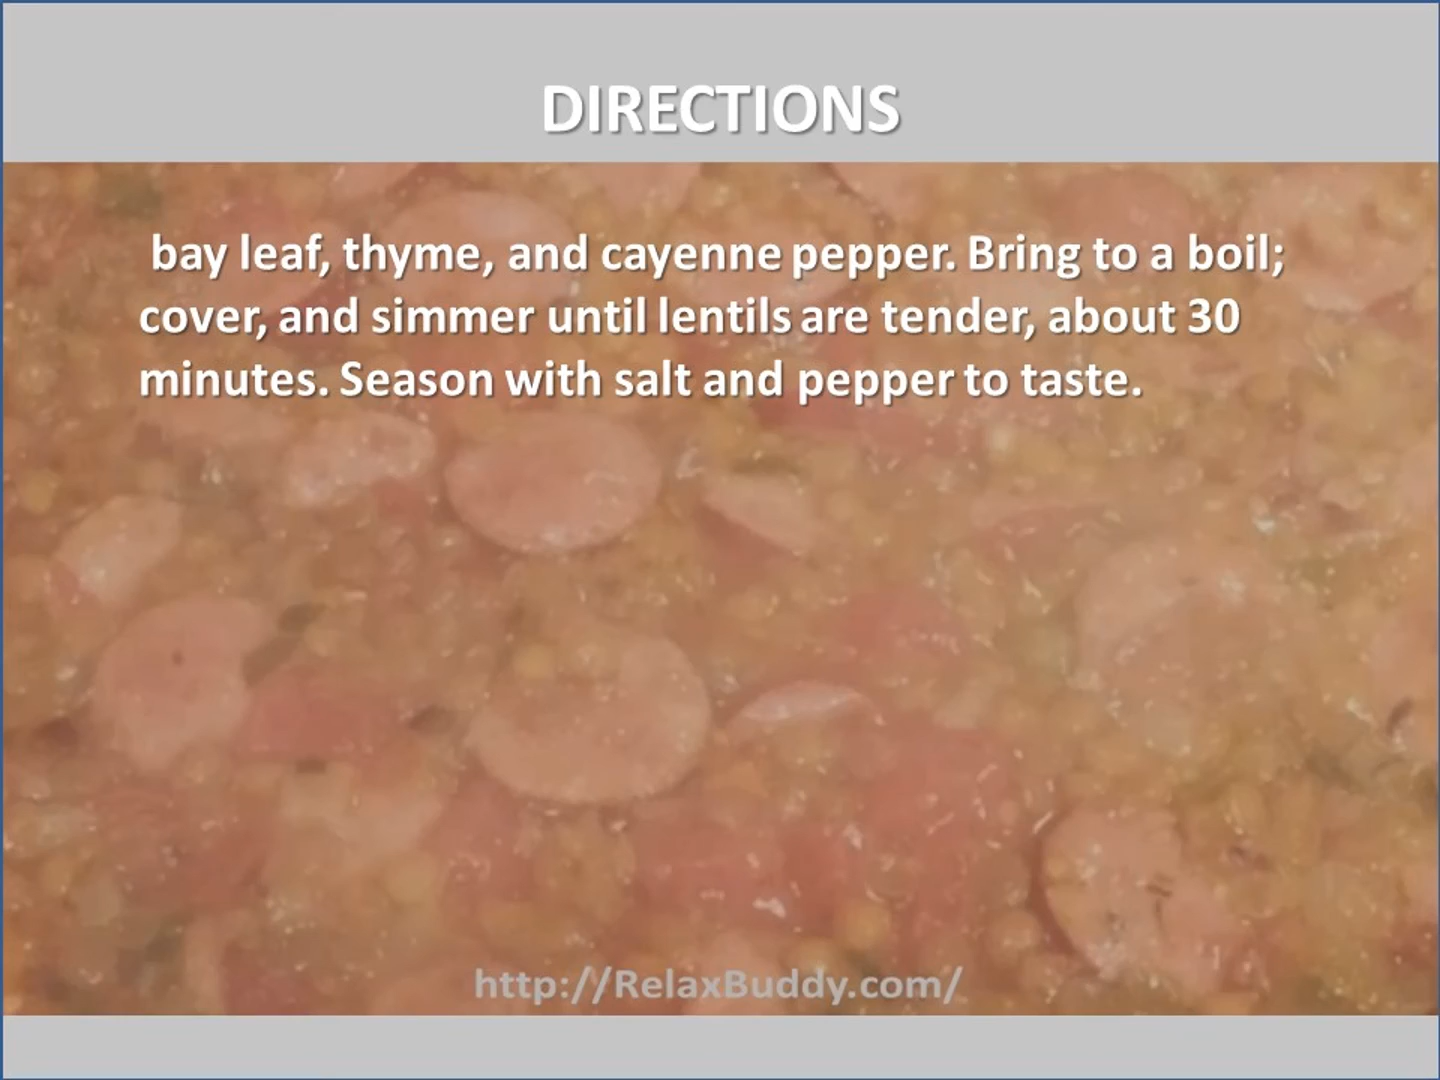 DIRECTIONS
bay leaf, thyme, and cayenne pepper. Bring to a boil;
cover, and simmer until lentils are tender, about 30
minutes. Season with salt and pepper to taste.
http://RelaxBuddy.com/